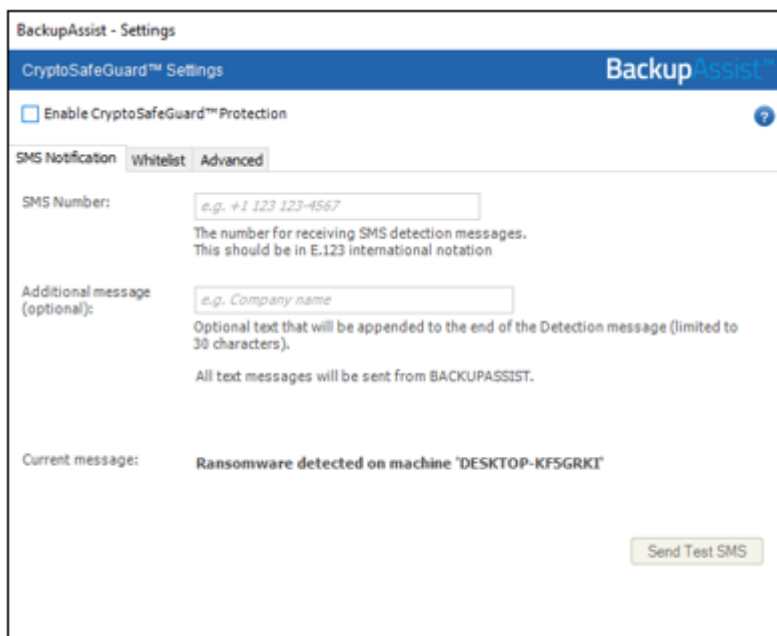 BackupAssist - Settings
CryptoSafeGuard™ Settings
BackupAssist™
Enable CryptoSafeGuard™ Protection
?
SMS Notification Whitelist Advanced
SMS Number:
e.g. +1 123 123-4567
The number for receiving SMS detection messages.
This should be in E.123 international notation
Additional message
(optional):
e.g. Company name
Optional text that will be appended to the end of the Detection message (limited to
30 characters).
All text messages will be sent from BACKUPASSIST.
Current message:
Ransomware detected on machine 'DESKTOP-KF5GRKI'
Send Test SMS